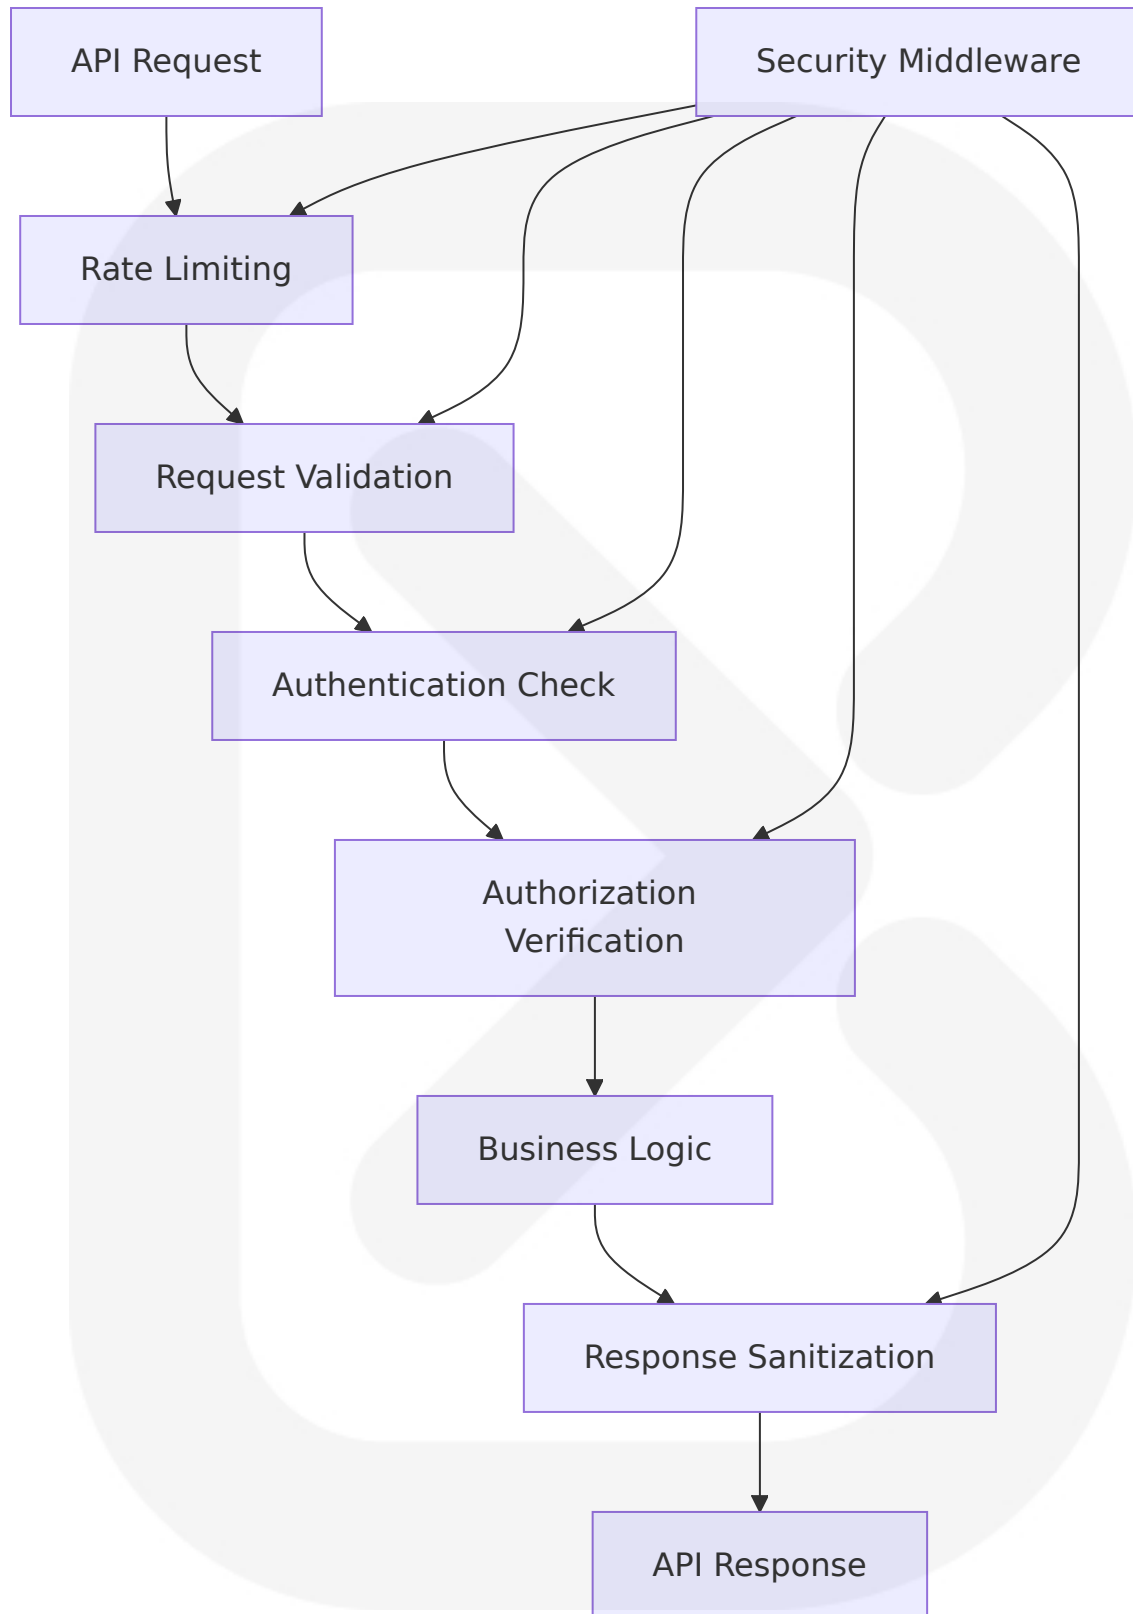 API Request
Security Middleware
Rate Limiting
Request Validation
Authentication Check
Authorization
Verification
Business Logic
Response Sanitization
API Response